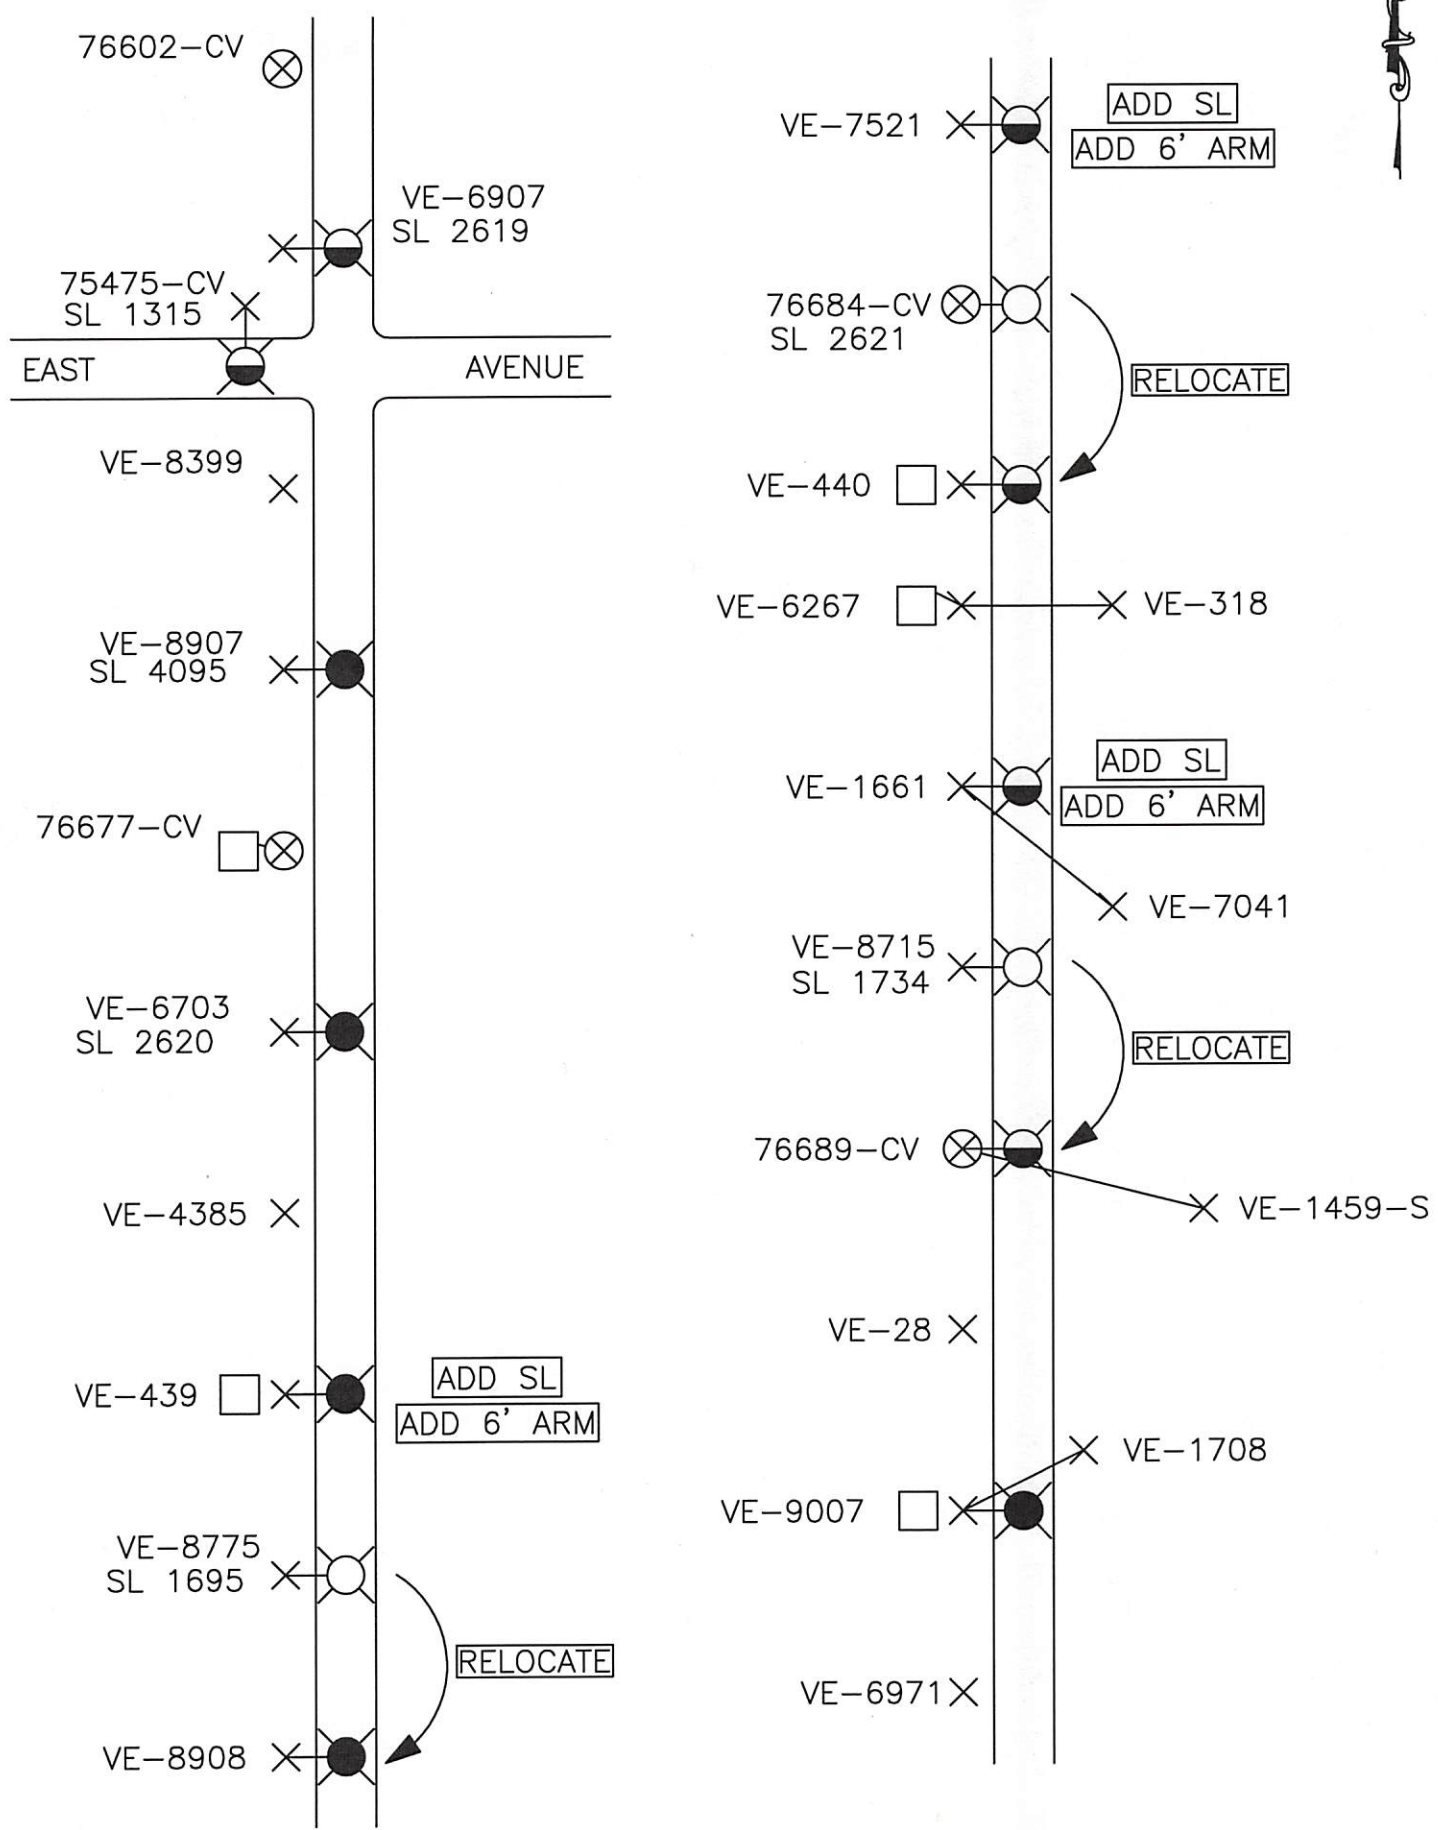 76602-CV
VE-6907
SL 2619
75475-CV
SL 1315
EAST AVENUE
VE-8399
VE-8907
SL 4095
76677-CV
VE-6703
SL 2620
VE-4385
VE-439
ADD SL
ADD 6' ARM
VE-8775
SL 1695
RELOCATE
VE-8908
VE-7521
ADD SL
ADD 6' ARM
76684-CV
SL 2621
RELOCATE
VE-440
VE-6267
VE-318
VE-1661
ADD SL
ADD 6' ARM
VE-7041
VE-8715
SL 1734
RELOCATE
76689-CV
VE-1459-S
VE-28
VE-1708
VE-9007
VE-6971